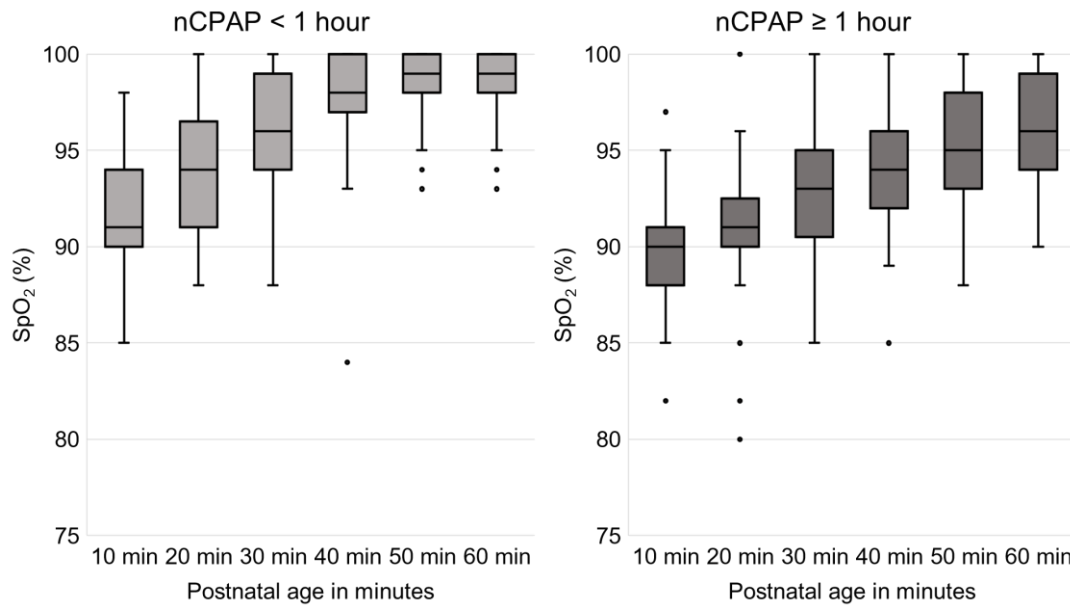 nCPAP < 1 hour
SpO₂ (%)
100
95
90
85
80
75
10 min 20 min 30 min 40 min 50 min 60 min
Postnatal age in minutes
nCPAP ≥ 1 hour
SpO₂ (%)
100
95
90
85
80
75
10 min 20 min 30 min 40 min 50 min 60 min
Postnatal age in minutes